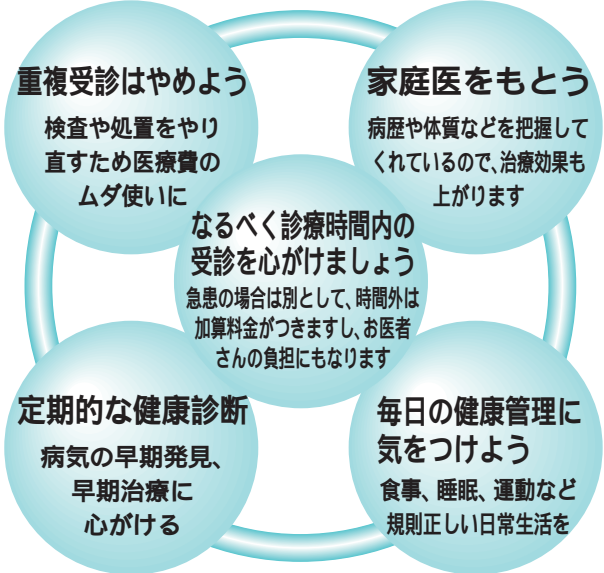 重複受診はやめよう
検査や処置をやり
直すため医療費の
ムダ使いに
家庭医をもとう
病歴や体質などを把握して
くれているので、治療効果も
上がります
なるべく診療時間内の
受診を心がけましょう
急患の場合は別として、時間外は
加算料金がつきますし、お医者
さんの負担にもなります
定期的な健康診断
病気の早期発見、
早期治療に
心がける
毎日の健康管理に
気をつけよう
食事、睡眠、運動など
規則正しい日常生活を